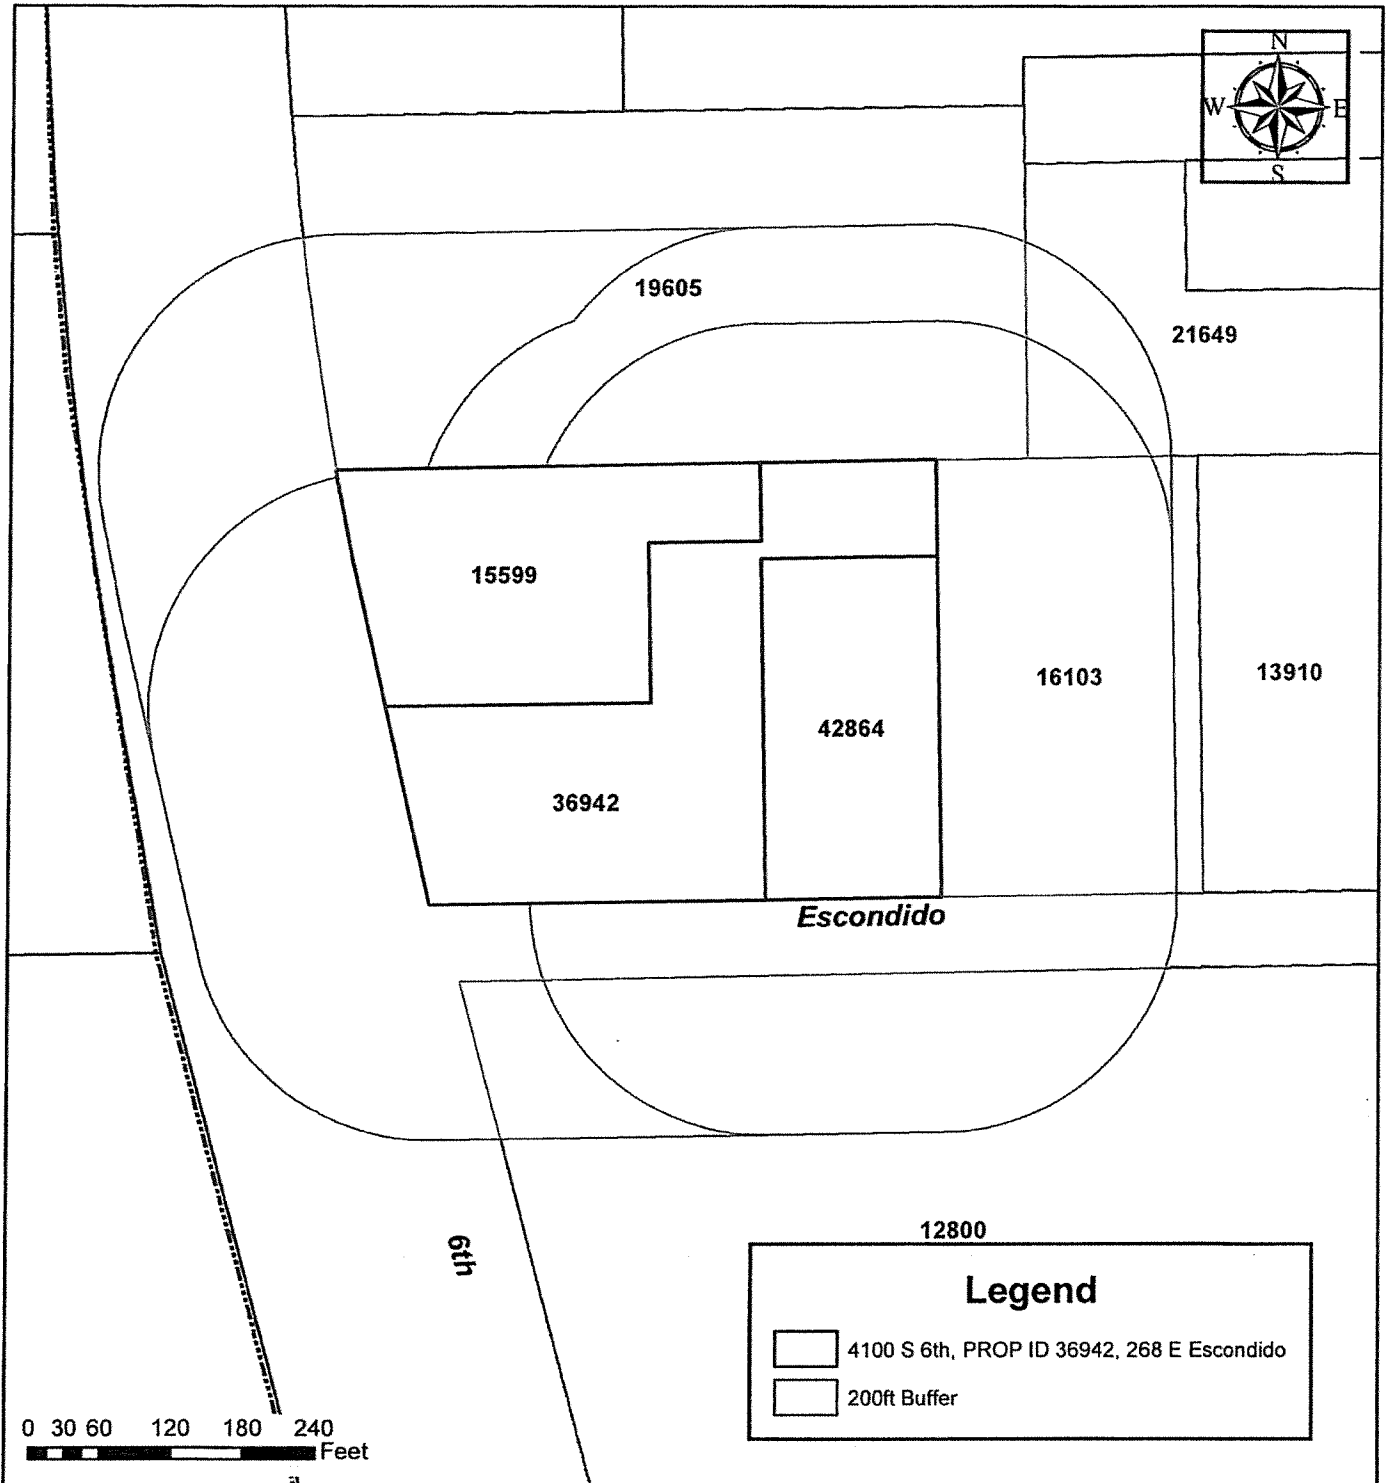 N
W E
S
19605
21649
15599
16103
13910
42864
36942
Escondido
6th
12800
Legend
4100 S 6th, PROP ID 36942, 268 E Escondido
200ft Buffer
0 30 60 120 180 240
Feet